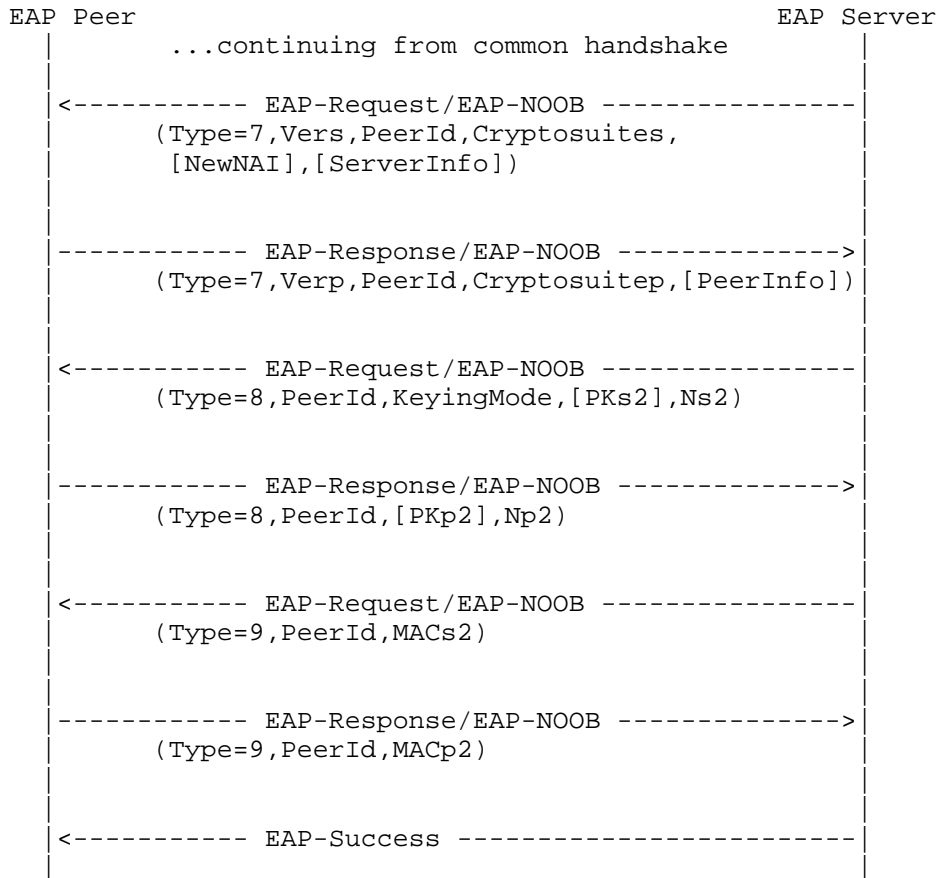 EAP Peer                                        EAP Server
...continuing from common handshake
<----------- EAP-Request/EAP-NOOB ----------------
(Type=7,Vers,PeerId,Cryptosuites,
[NewNAI],[ServerInfo])
------------ EAP-Response/EAP-NOOB -------------->
(Type=7,Verp,PeerId,Cryptosuitep,[PeerInfo])
<----------- EAP-Request/EAP-NOOB ----------------
(Type=8,PeerId,KeyingMode,[PKs2],Ns2)
------------ EAP-Response/EAP-NOOB -------------->
(Type=8,PeerId,[PKp2],Np2)
<----------- EAP-Request/EAP-NOOB ----------------
(Type=9,PeerId,MACs2)
------------ EAP-Response/EAP-NOOB -------------->
(Type=9,PeerId,MACp2)
<----------- EAP-Success -------------------------